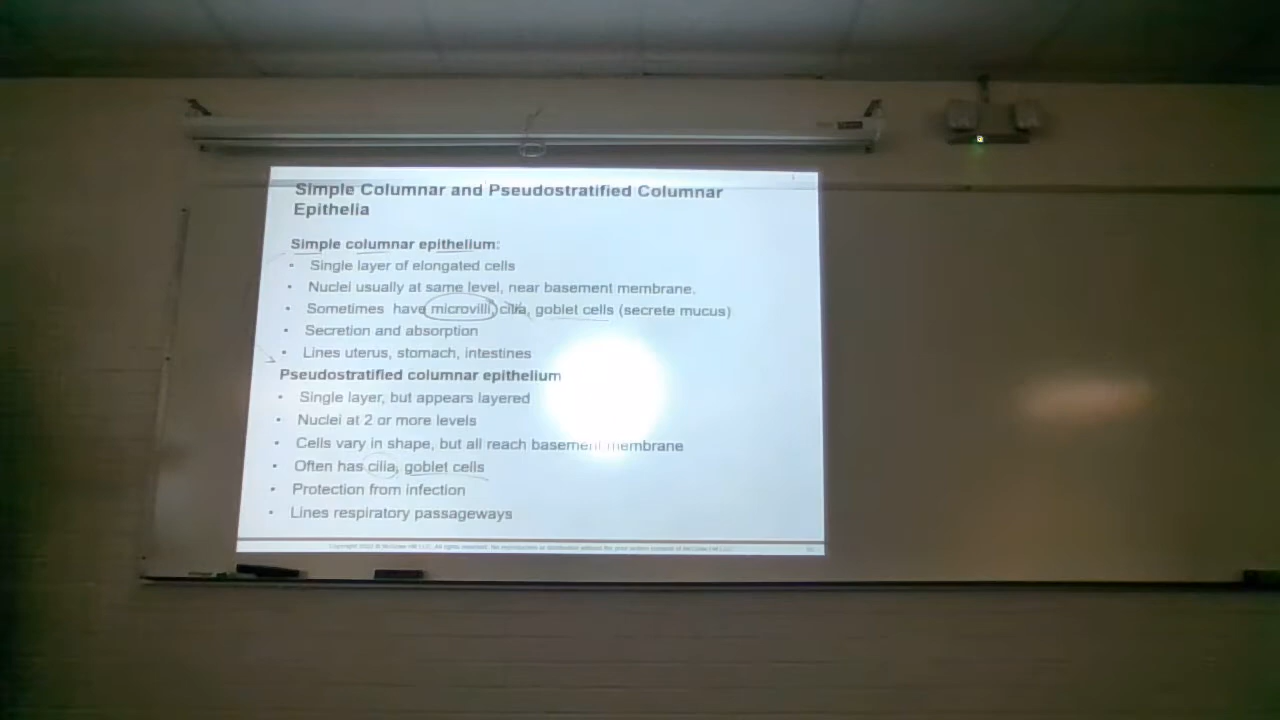 Simple Columnar and Pseudostratified Columnar
Epithelia
Simple columnar epithelium:
• Single layer of elongated cells
• Nuclei usually at same level, near basement membrane.
• Sometimes have microvilli, cilia, goblet cells (secrete mucus)
• Secretion and absorption
• Lines uterus, stomach, intestines
Pseudostratified columnar epithelium
• Single layer, but appears layered
• Nuclei at 2 or more levels
• Cells vary in shape, but all reach basement membrane
• Often has cilia, goblet cells
• Protection from infection
• Lines respiratory passageways